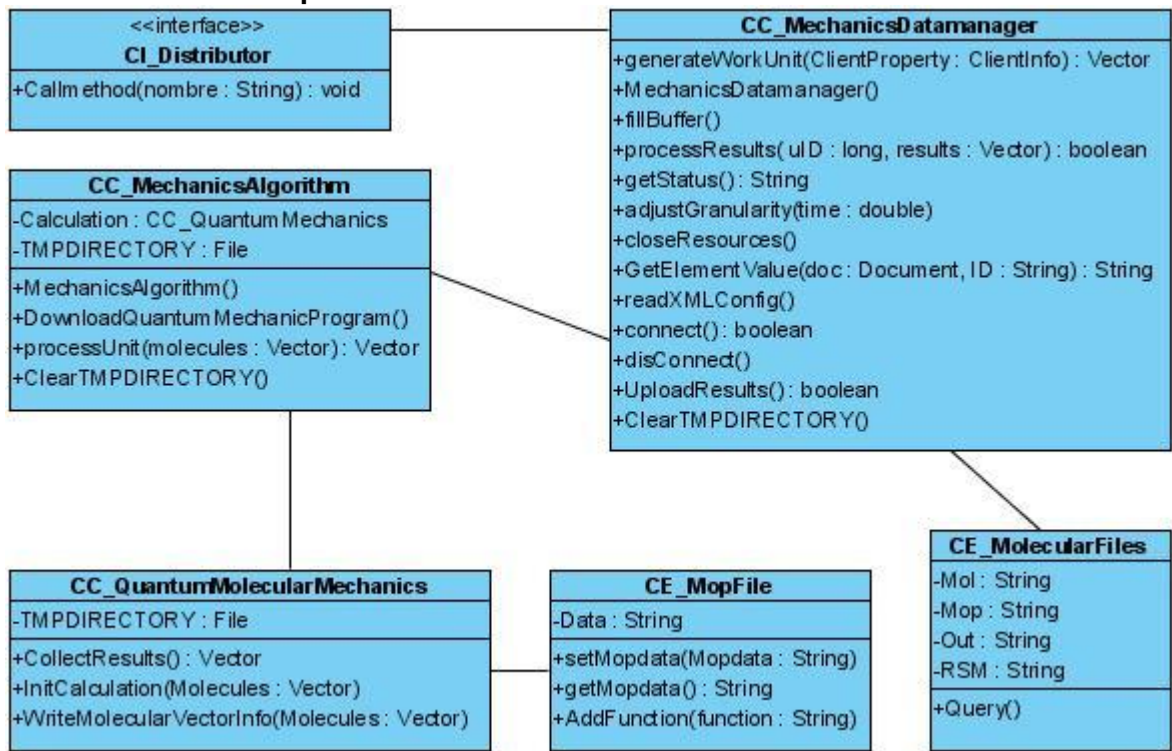 <<interface>>
CI_Distributor
+Callmethod(nombre : String) : void
CC_MechanicsDatamanager
+generateWorkUnit(ClientProperty : ClientInfo) : Vector
+MechanicsDatamanager()
+fillBuffer()
+processResults( uID : long, results : Vector) : boolean
+getStatus() : String
+adjustGranularity(time : double)
+closeResources()
+GetElementValue(doc : Document, ID : String) : String
+readXMLConfig()
+connect() : boolean
+disConnect()
+UploadResults() : boolean
+ClearTMPDIRECTORY()
CC_MechanicsAlgorithm
-Calculation : CC_QuantumMechanics
-TMPDIRECTORY : File
+MechanicsAlgorithm()
+DownloadQuantumMechanicProgram()
+processUnit(molecules : Vector) : Vector
+ClearTMPDIRECTORY()
CC_QuantumMolecularMechanics
-TMPDIRECTORY : File
+CollectResults() : Vector
+InitCalculation(Molecules : Vector)
+WriteMolecularVectorInfo(Molecules : Vector)
CE_MopFile
-Data : String
+setMopdata(Mopdata : String)
+getMopdata() : String
+AddFunction(function : String)
CE_MolecularFiles
-Mol : String
-Mop : String
-Out : String
-RSM : String
+Query()